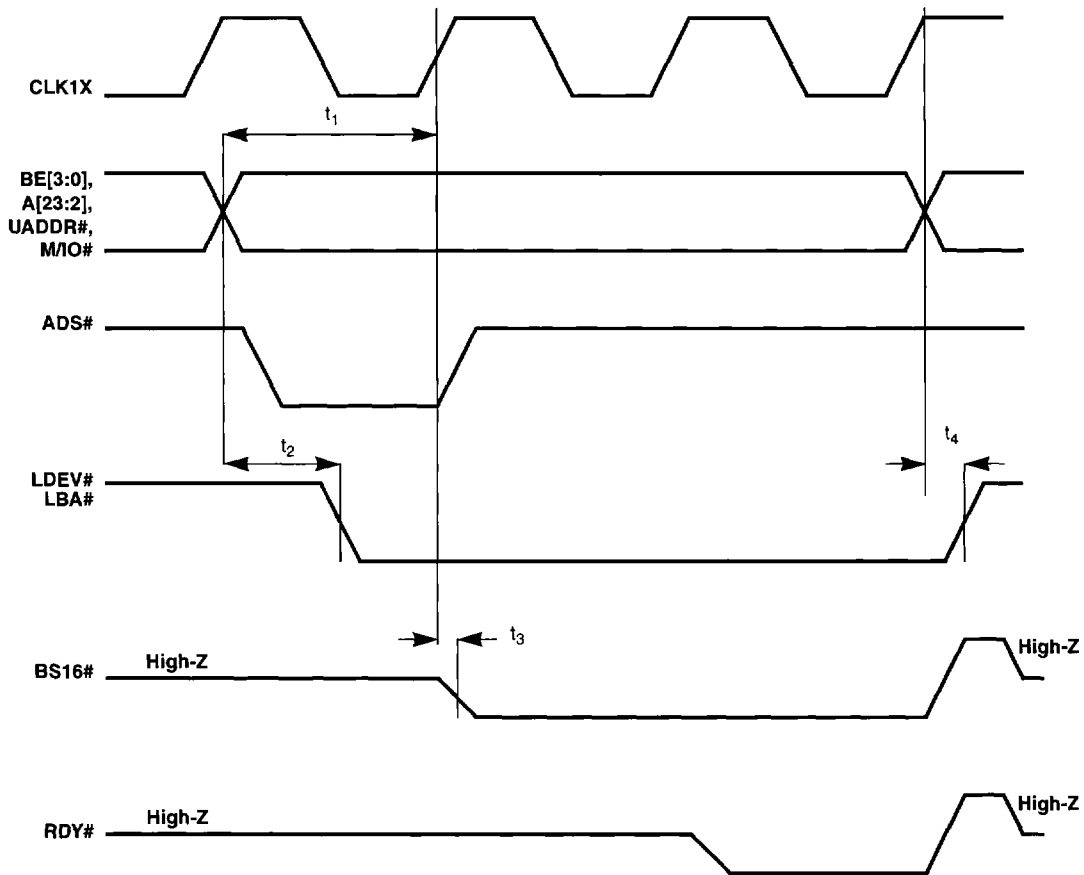 CLK1X
t1
BE[3:0],
A[23:2],
UADDR#,
M/IO#
ADS#
t2
t4
LDEV#
LBA#
t3
High-Z
High-Z
BS16#
High-Z
High-Z
RDY#